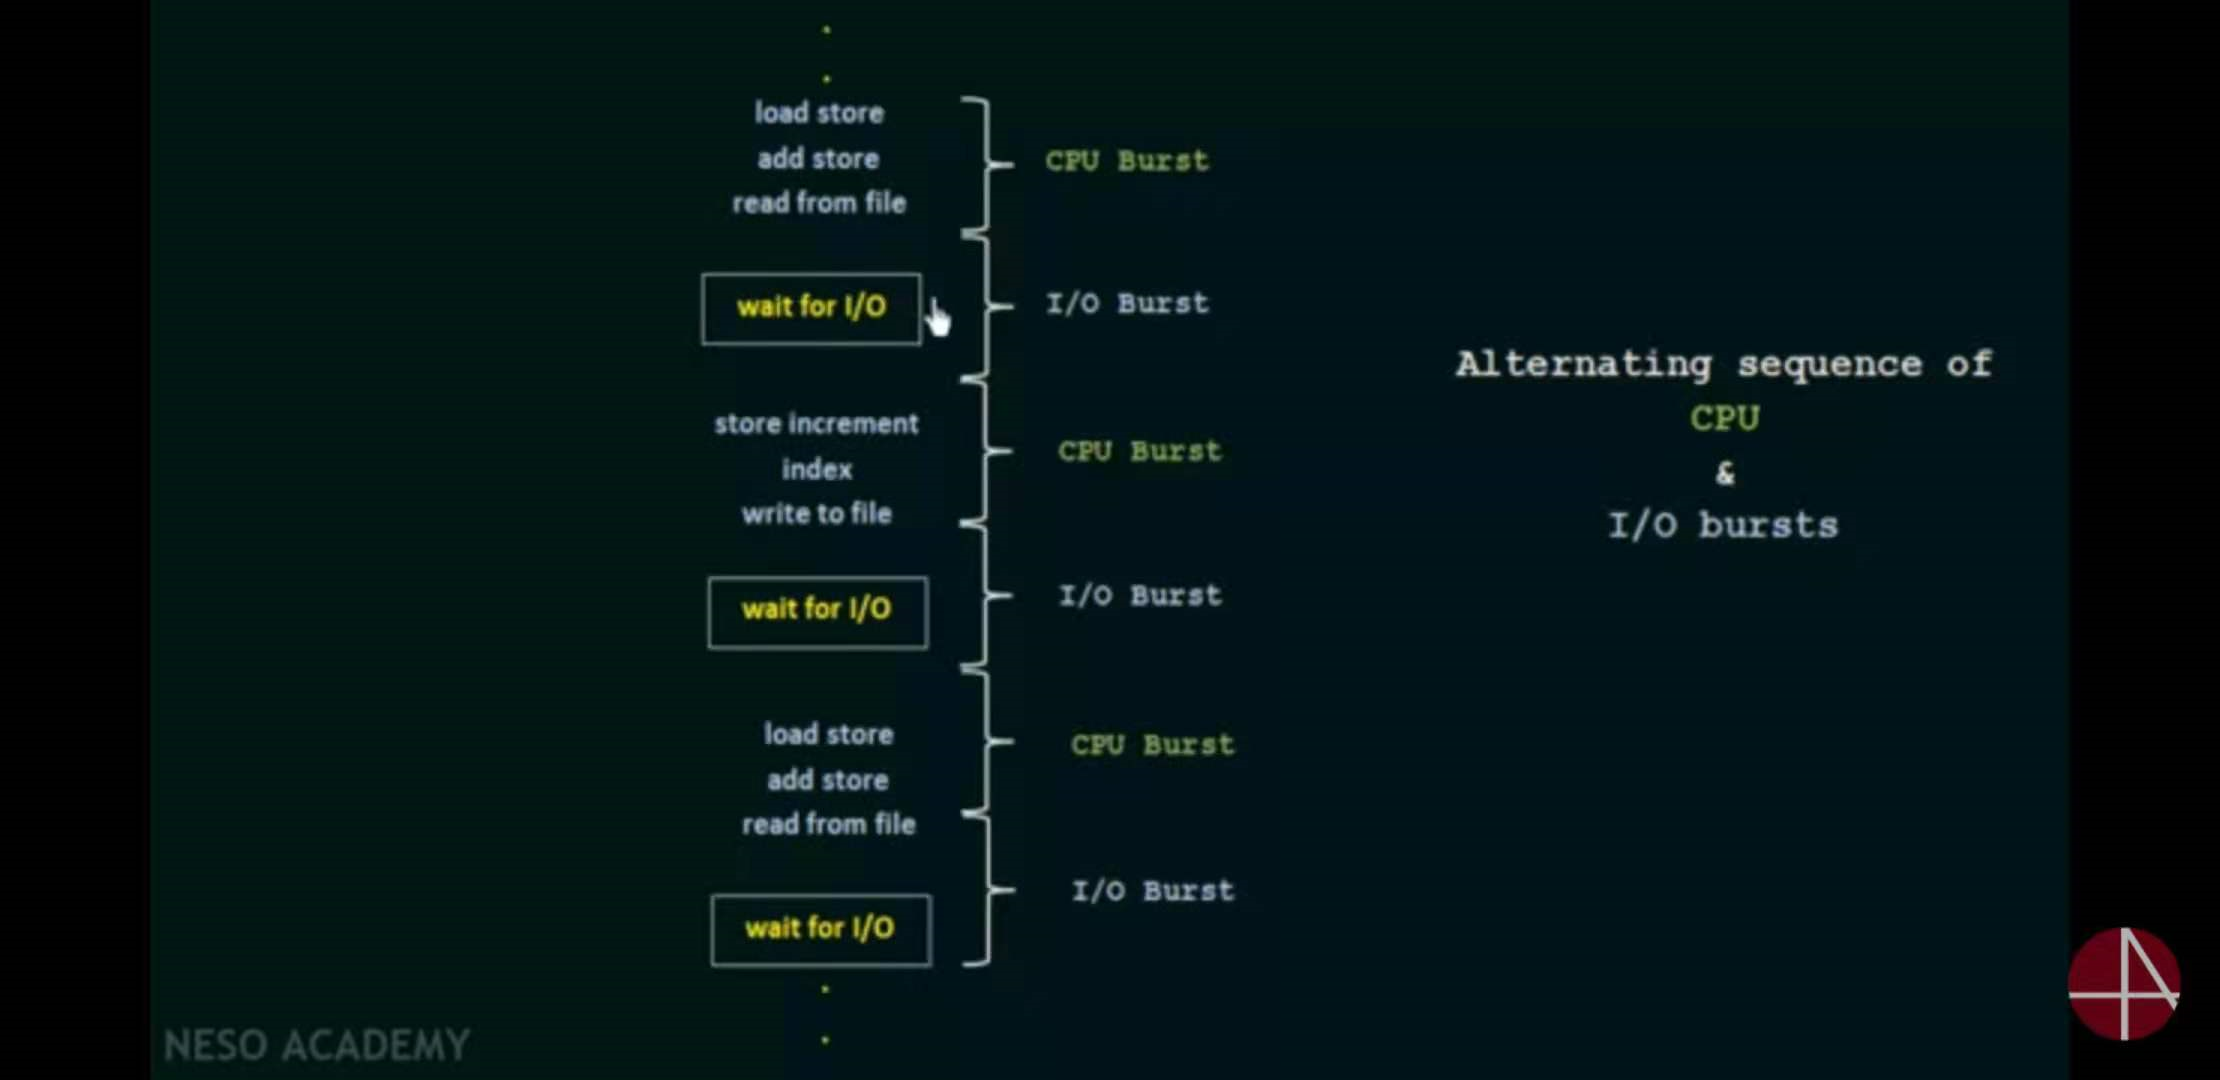 load store
add store
read from file
CPU Burst
wait for I/O
I/O Burst
store increment
index
write to file
CPU Burst
wait for I/O
I/O Burst
load store
add store
read from file
CPU Burst
wait for I/O
I/O Burst
Alternating sequence of
CPU
&
I/O bursts
NESO ACADEMY